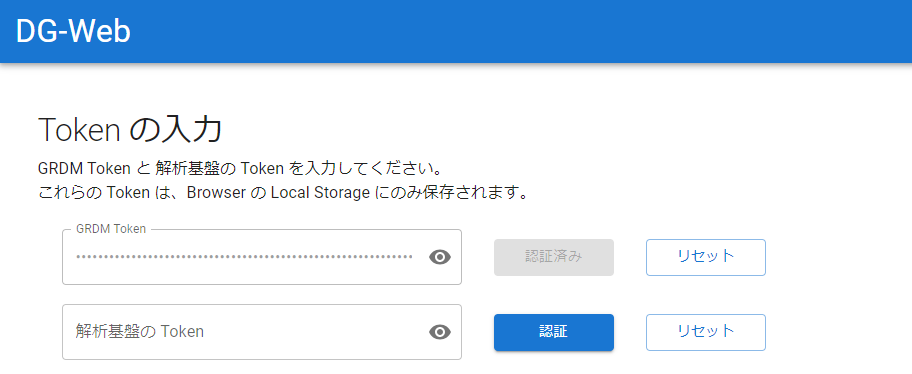 DG-Web
Token の入力
GRDM Token と 解析基盤の Token を入力してください。
これらの Token は、Browser の Local Storage にのみ保存されます。
GRDM Token
認証済み
リセット
解析基盤の Token
認証
リセット